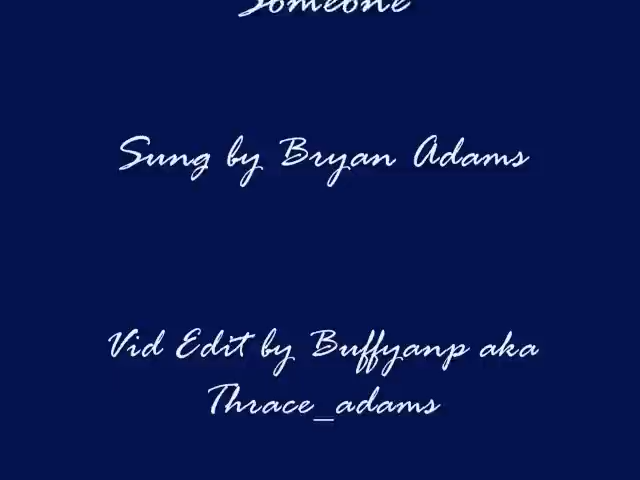 Someone
Sung by Bryan Adams
Vid Edit by Buffyanp aka
Thrace_adams